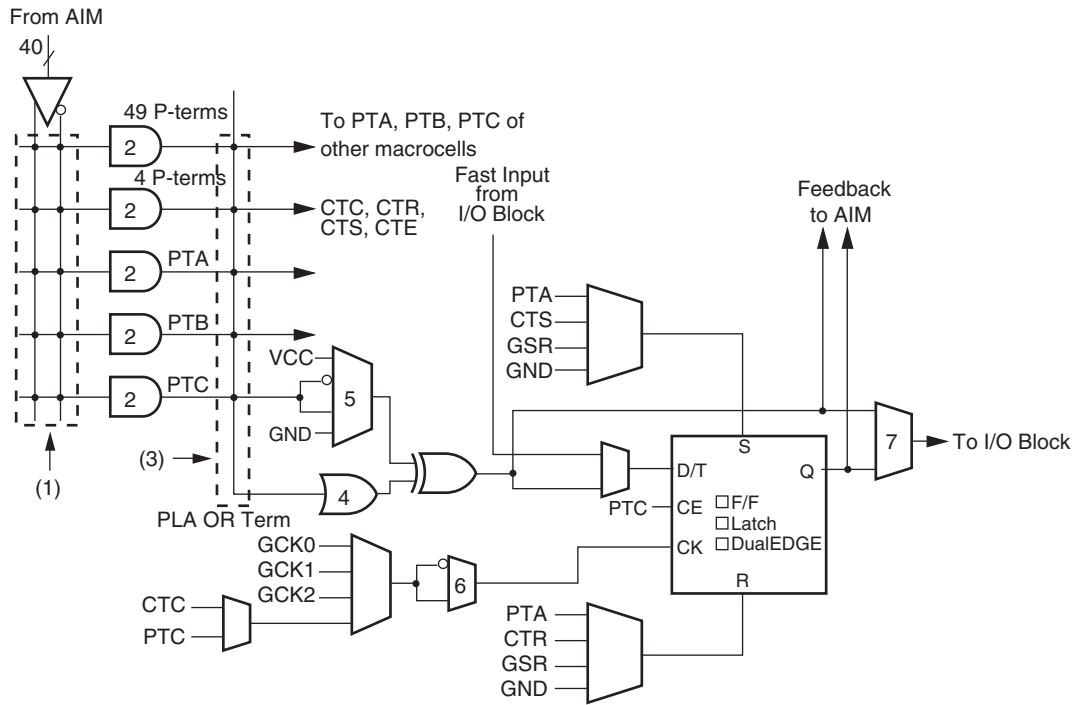 From AIM
40
49 P-terms
2
To PTA, PTB, PTC of
other macrocells
4 P-terms
2
CTC, CTR,
CTS, CTE
Fast Input
from
I/O Block
Feedback
to AIM
PTA
2
PTB
2
PTC
2
VCC
5
GND
PTA
CTS
GSR
GND
(1)
(3)
4
PLA OR Term
7
To I/O Block
S
D/T
Q
PTC
CE
F/F
Latch
DualEDGE
CK
R
GCK0
GCK1
GCK2
6
CTC
PTC
PTA
CTR
GSR
GND